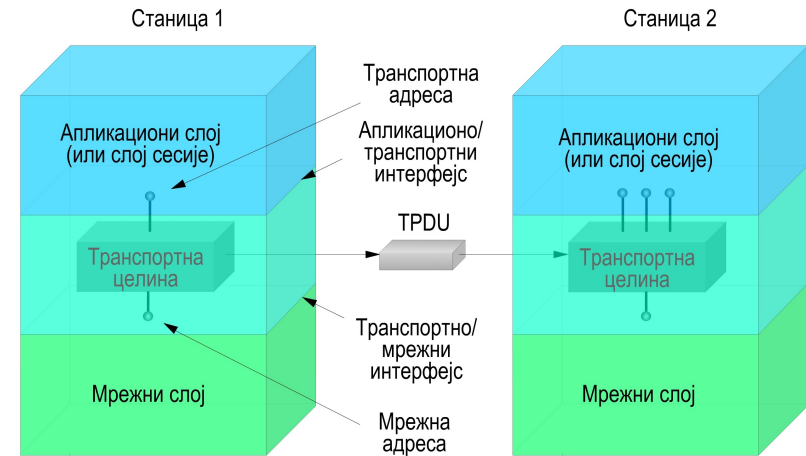 Станица 1
Станица 2
Транспортна
адреса
Апликациони слој
(или слој сесије)
Апликационо/
транспортни
интерфејс
Апликациони слој
(или слој сесије)
TPDU
Транспортна
целина
Транспортна
целина
Транспортно/
мрежни
интерфејс
Мрежни слој
Мрежни слој
Мрежна
адреса